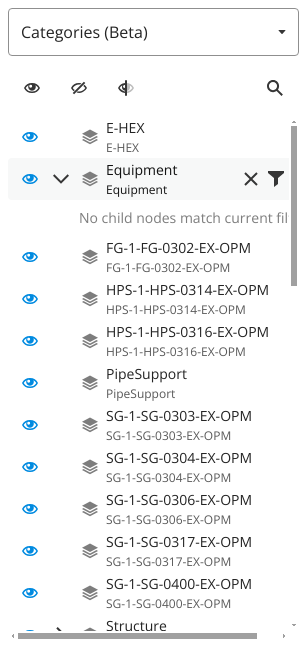 Categories (Beta)
E-HEX
E-HEX
Equipment
Equipment
No child nodes match current fil
FG-1-FG-0302-EX-OPM
FG-1-FG-0302-EX-OPM
HPS-1-HPS-0314-EX-OPM
HPS-1-HPS-0314-EX-OPM
HPS-1-HPS-0316-EX-OPM
HPS-1-HPS-0316-EX-OPM
PipeSupport
PipeSupport
SG-1-SG-0303-EX-OPM
SG-1-SG-0303-EX-OPM
SG-1-SG-0304-EX-OPM
SG-1-SG-0304-EX-OPM
SG-1-SG-0306-EX-OPM
SG-1-SG-0306-EX-OPM
SG-1-SG-0317-EX-OPM
SG-1-SG-0317-EX-OPM
SG-1-SG-0400-EX-OPM
SG-1-SG-0400-EX-OPM
Structure